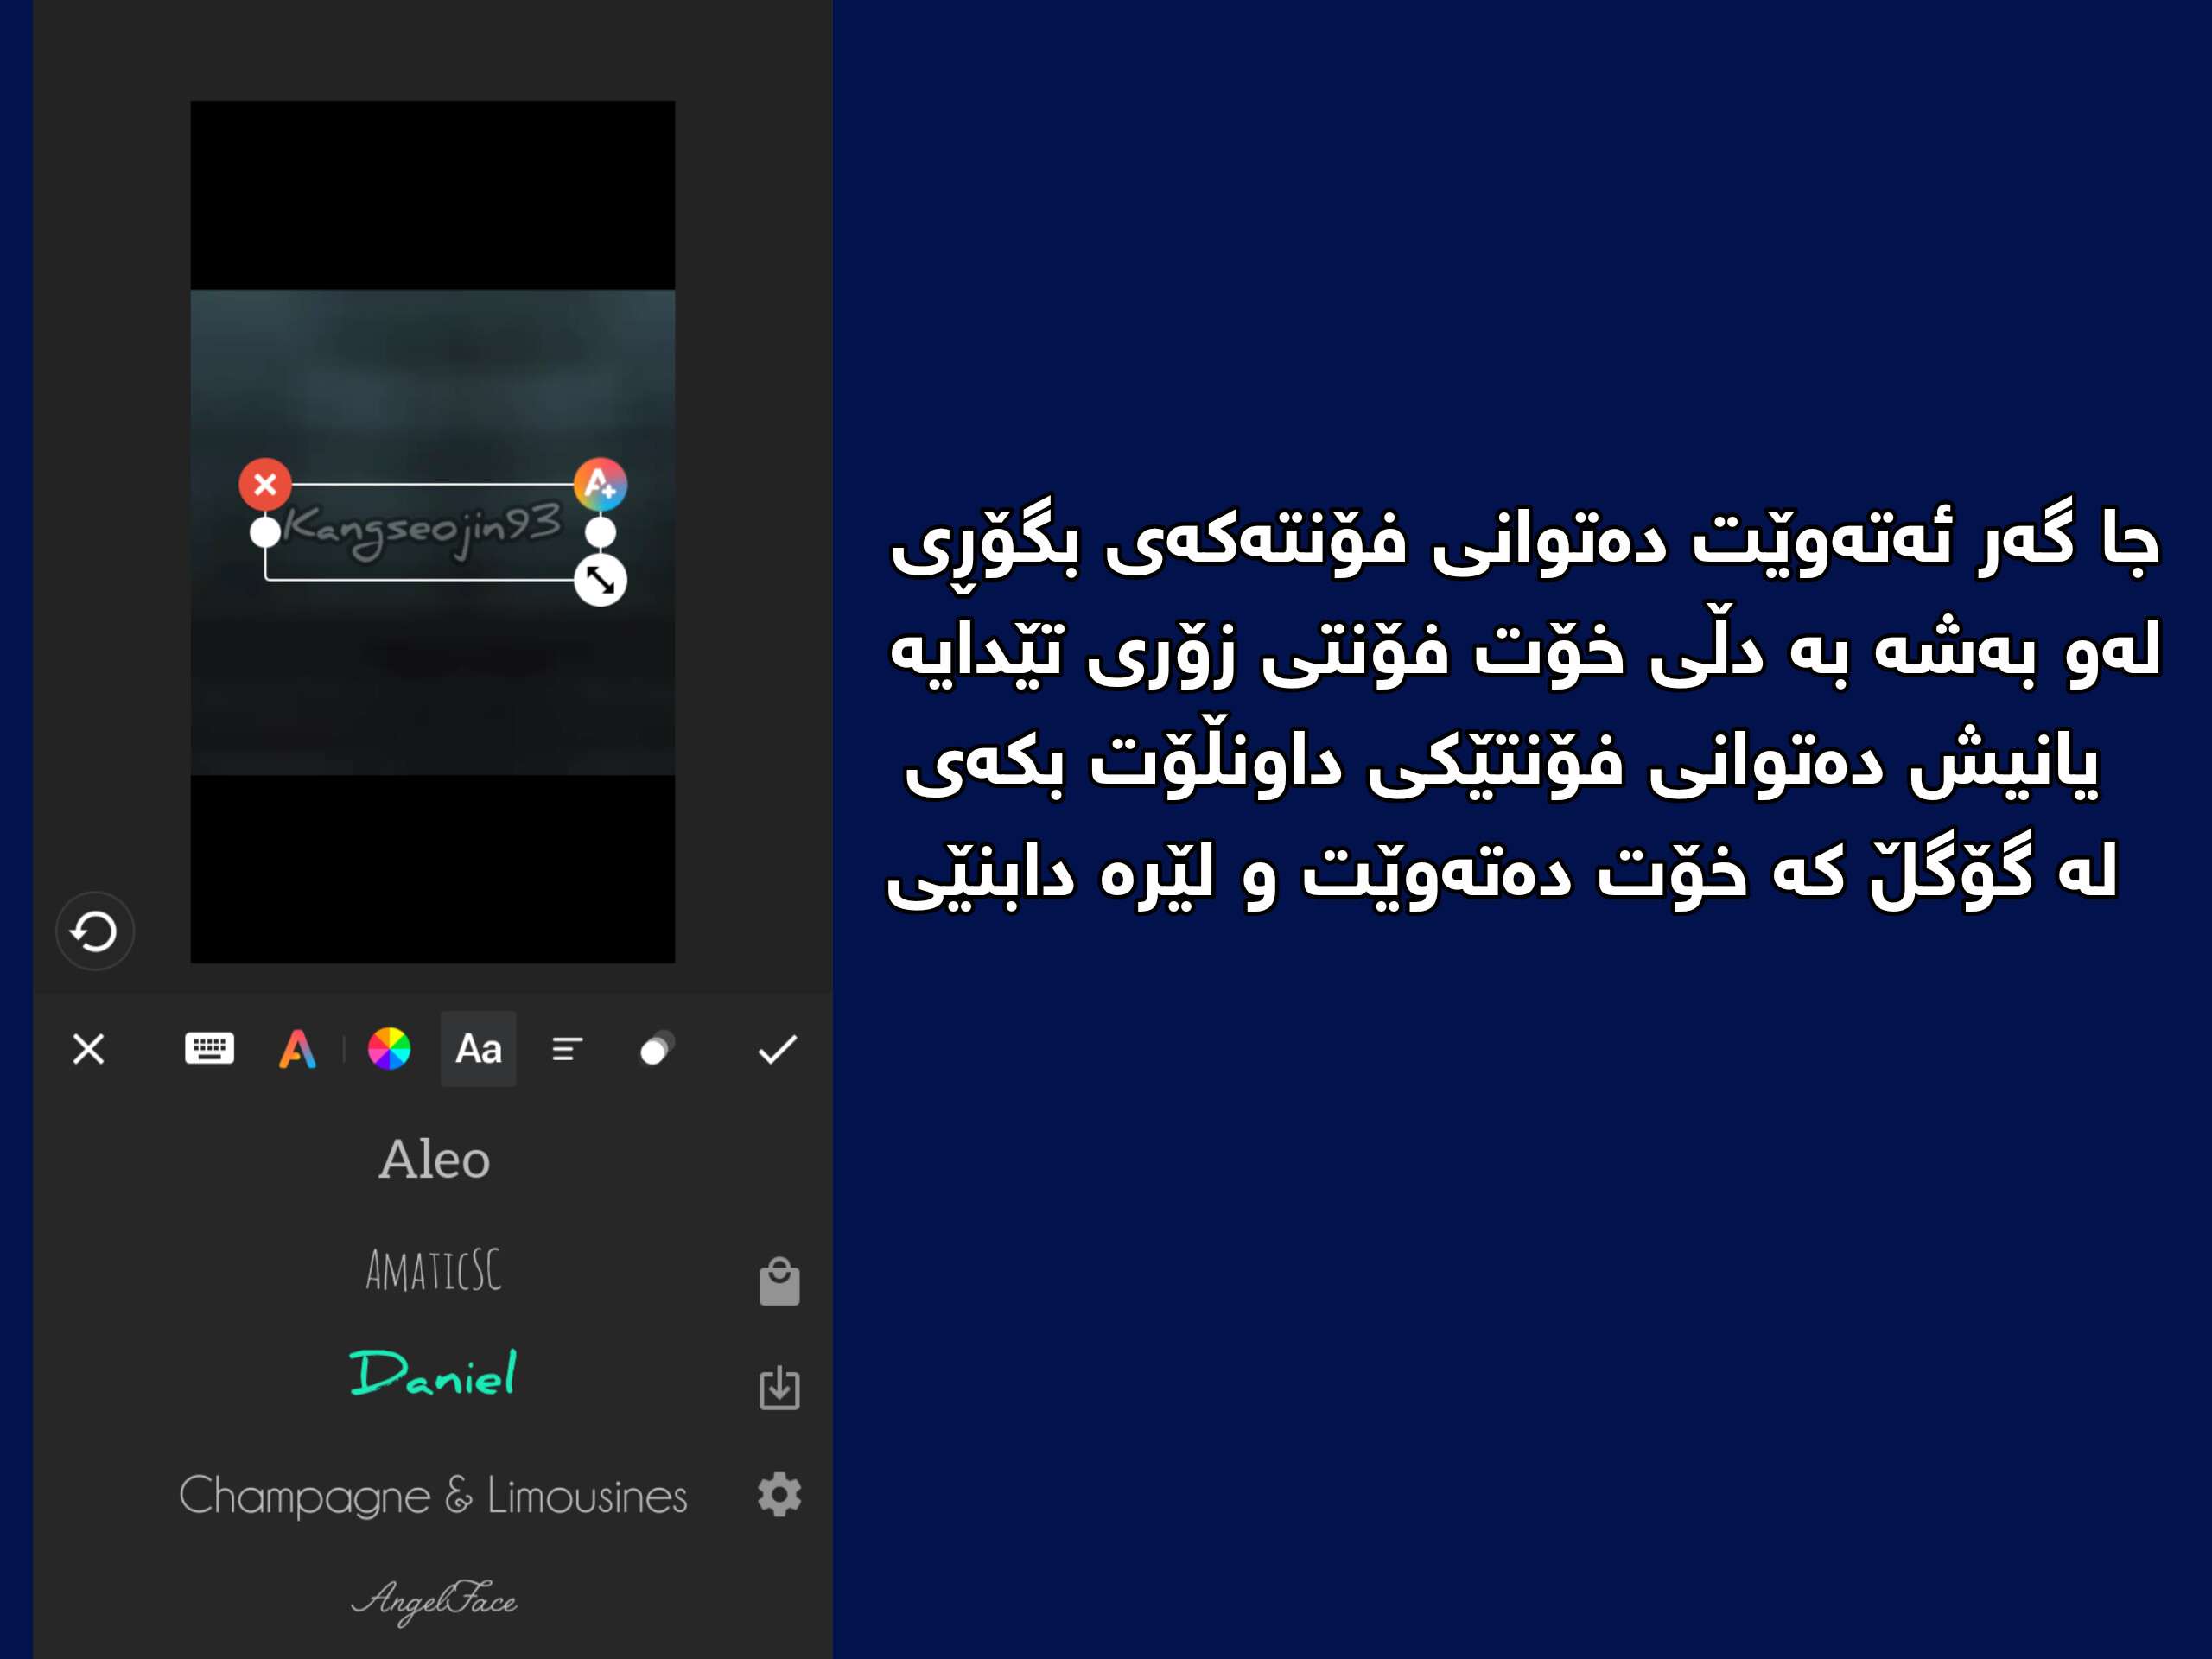 Kangseojin93
Aa
Aleo
AMATICSC
Daniel
Champagne & Limousines
AngelFace
جا گەر ئەتەوێت دەتوانی فۆنتەکەی بگۆڕی
لەو بەشە بە دڵی خۆت فۆنتی زۆری تێدایە
یانیش دەتوانی فۆنتێکی داونڵۆت بکەی
لە گۆگڵ کە خۆت دەتەوێت و لێرە دابنێی